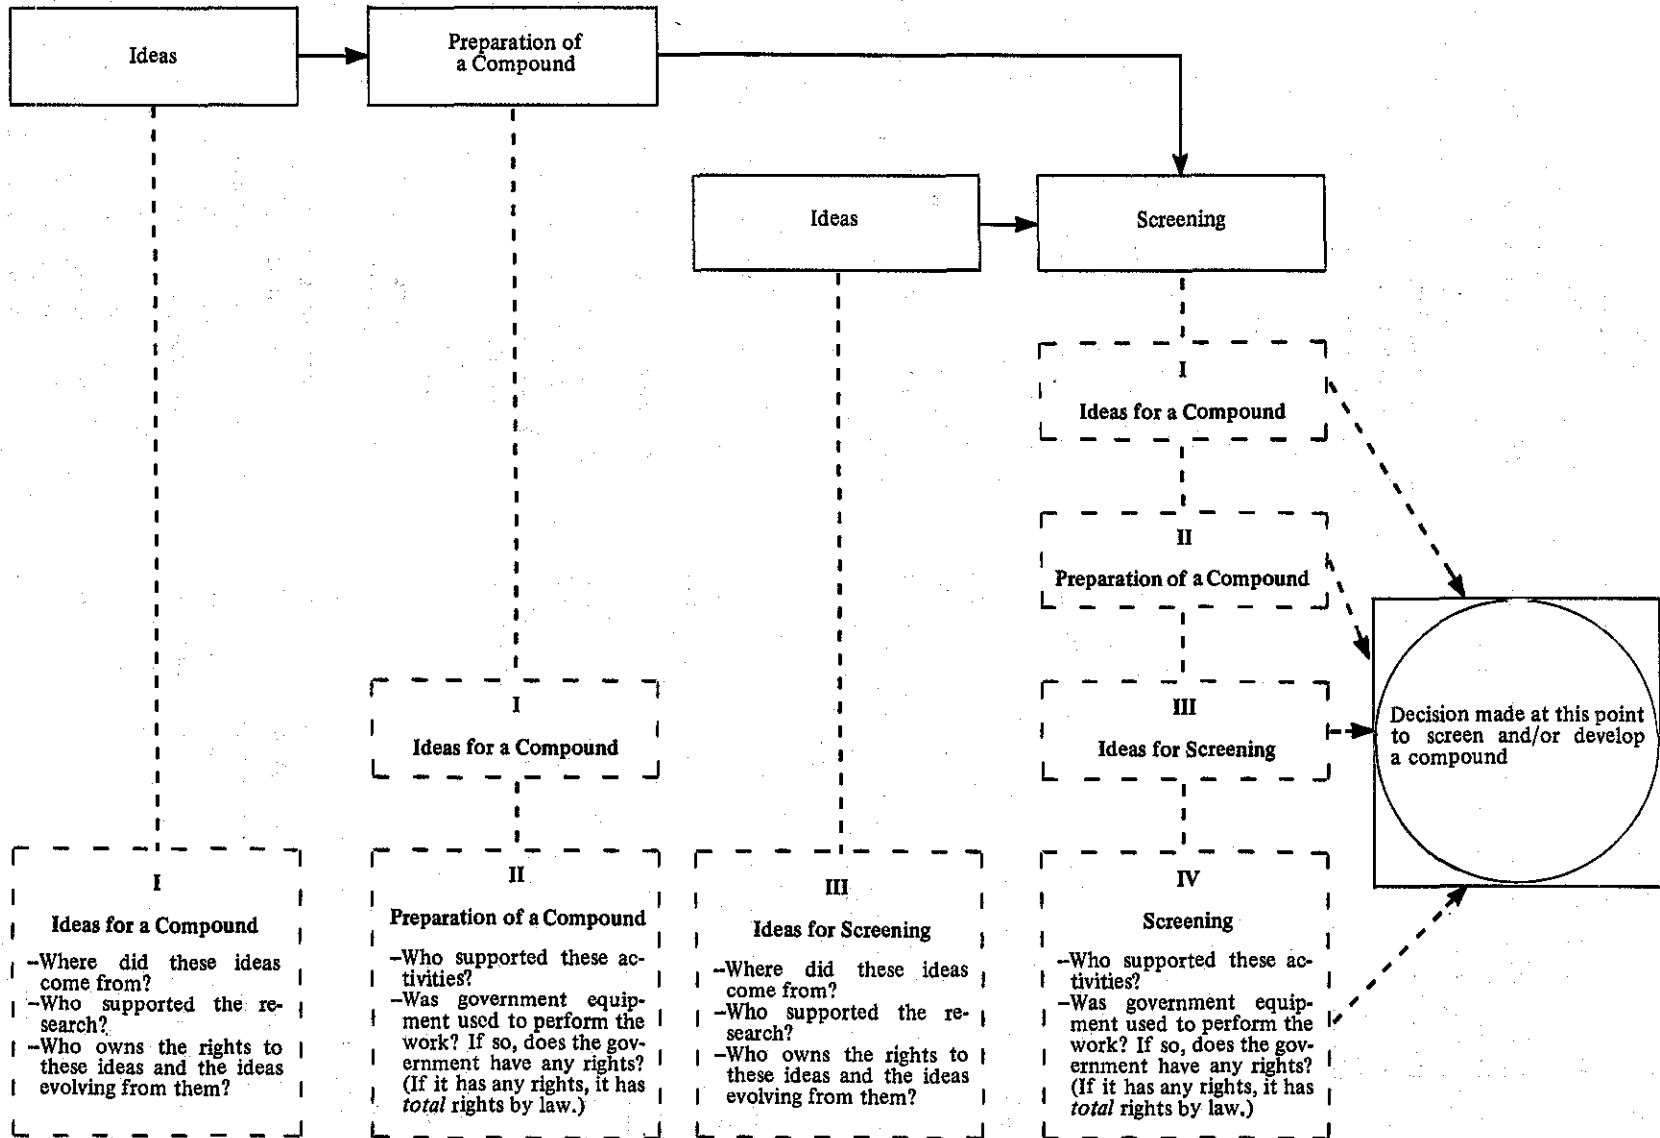 Ideas
Preparation of
a Compound
Ideas
Screening
I
Ideas for a Compound
II
Preparation of a Compound
I
Ideas for a Compound
III
Ideas for Screening
Decision made at this point
to screen and/or develop
a compound
I
Ideas for a Compound
–Where did these ideas
come from?
–Who supported the re-
search?
–Who owns the rights to
these ideas and the ideas
evolving from them?
II
Preparation of a Compound
–Who supported these ac-
tivities?
–Was government equip-
ment used to perform the
work? If so, does the gov-
ernment have any rights?
(If it has any rights, it has
total rights by law.)
III
Ideas for Screening
–Where did these ideas
come from?
–Who supported the re-
search?
–Who owns the rights to
these ideas and the ideas
evolving from them?
IV
Screening
–Who supported these ac-
tivities?
–Was government equip-
ment used to perform the
work? If so, does the gov-
ernment have any rights?
(If it has any rights, it has
total rights by law.)